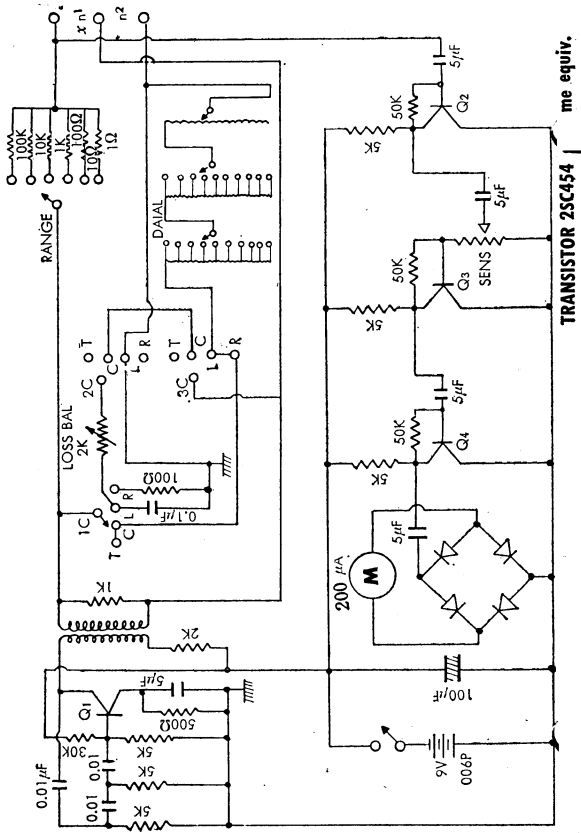 x n1
n2
100K
10K
1K
100Ω
10Ω
1Ω
RANGE
DAIAL
T
C
L
R
T
C
L
R
2C
3C
LOSS BAL
2K
1C
R
L
C
T
100Ω
0.1μF
1K
2K
Q1
5μF
500Ω
30K
5K
0.01
5K
0.01
5K
0.01μF
5μF
50K
Q2
5K
5μF
50K
Q3
SENS
5K
5μF
50K
Q4
5K
5μF
200 μA
M
100μF
9V
006P
TRANSISTOR 2SC454
me equiv.